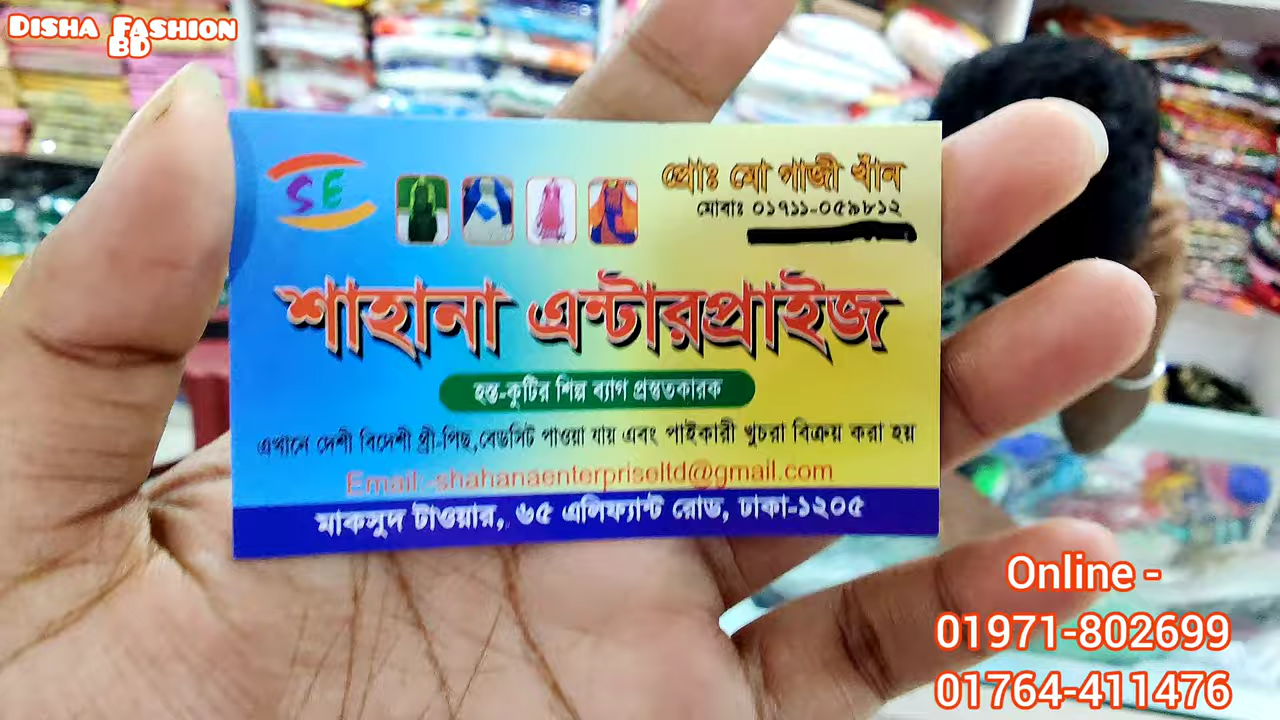 DISHA FASHION
BD
SE
প্রোঃ মো গাজী খাঁন
মোবাঃ ০১৭১১-০৫৯৮১২
শাহানা এন্টারপ্রাইজ
হস্ত-কুটির শিল্প ব্যাগ প্রস্তুতকারক
এখানে দেশী বিদেশী থ্রী-পিছ,বেডসিট পাওয়া যায় এবং পাইকারী খুচরা বিক্রয় করা হয়
Email:-shahanaenterpriseltd@gmail.com
মাকসুদ টাওয়ার, ৬৫ এলিফ্যান্ট রোড, ঢাকা-১২০৫
Online -
01971-802699
01764-411476